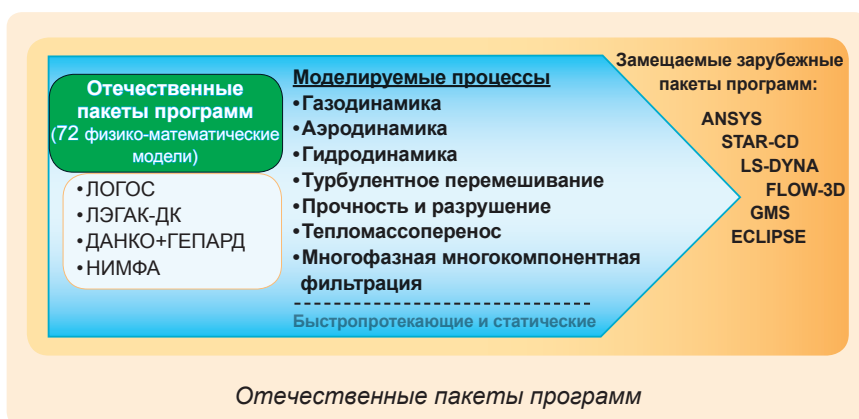 Отечественные
пакеты программ
(72 физико-математические
модели)
•ЛОГОС
•ЛЭГАК-ДК
•ДАНКО+ГЕПАРД
•НИМФА
Моделируемые процессы
•Газодинамика
•Аэродинамика
•Гидродинамика
•Турбулентное перемешивание
•Прочность и разрушение
•Тепломассоперенос
•Многофазная многокомпонентная
фильтрация
Быстропротекающие и статические
Замещаемые зарубежные
пакеты программ:
ANSYS
STAR-CD
LS-DYNA
FLOW-3D
GMS
ECLIPSE
Отечественные пакеты программ